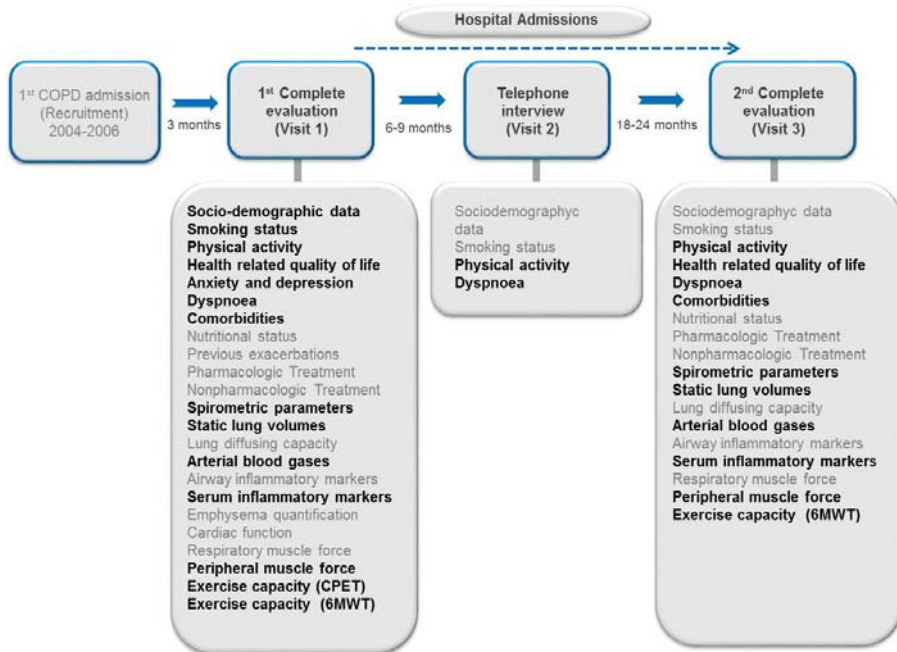 Hospital Admissions
1st COPD admission
(Recruitment)
2004-2006
3 months
1st Complete
evaluation
(Visit 1)
6-9 months
Telephone
interview
(Visit 2)
18-24 months
2nd Complete
evaluation
(Visit 3)
Socio-demographic data
Smoking status
Physical activity
Health related quality of life
Anxiety and depression
Dyspnoea
Comorbidities
Nutritional status
Previous exacerbations
Pharmacologic Treatment
Nonpharmacologic Treatment
Spirometric parameters
Static lung volumes
Lung diffusing capacity
Arterial blood gases
Airway inflammatory markers
Serum inflammatory markers
Emphysema quantification
Cardiac function
Respiratory muscle force
Peripheral muscle force
Exercise capacity (CPET)
Exercise capacity (6MWT)
Sociodemographyc
data
Smoking status
Physical activity
Dyspnoea
Sociodemographyc data
Smoking status
Physical activity
Health related quality of life
Dyspnoea
Comorbidities
Nutritional status
Pharmacologic Treatment
Nonpharmacologic Treatment
Spirometric parameters
Static lung volumes
Lung diffusing capacity
Arterial blood gases
Airway inflammatory markers
Serum inflammatory markers
Respiratory muscle force
Peripheral muscle force
Exercise capacity (6MWT)